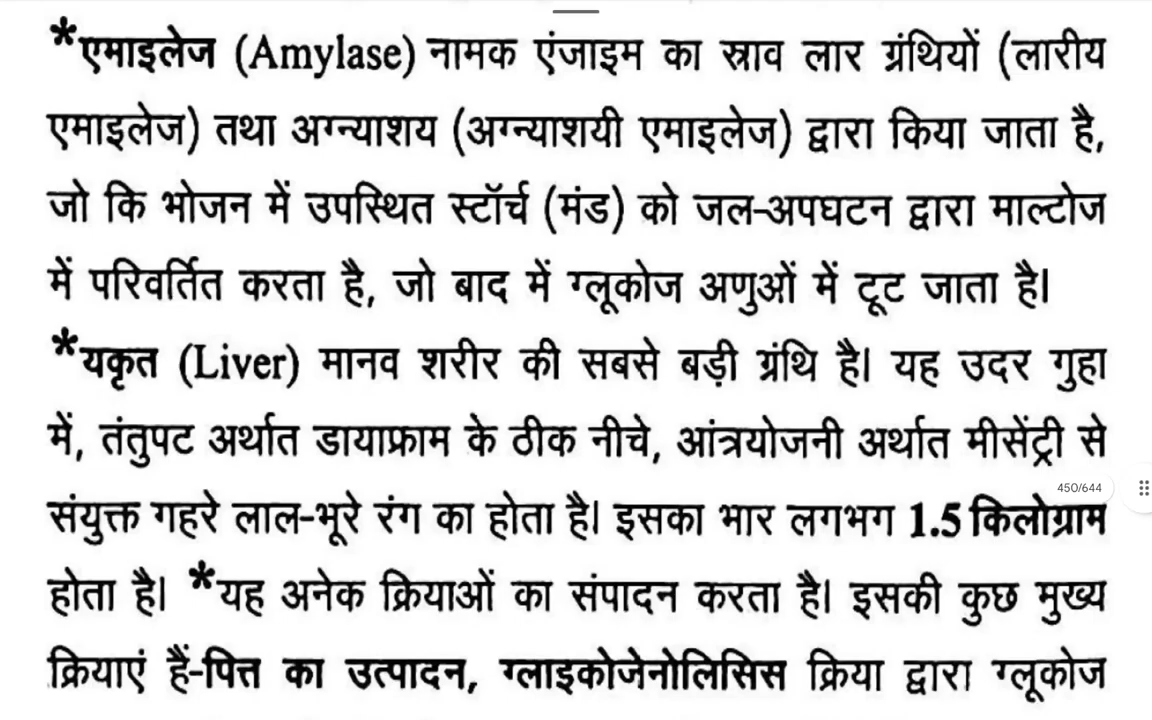 *एमाइलेज (Amylase) नामक एंजाइम का स्राव लार ग्रंथियों (लारीय
एमाइलेज) तथा अग्न्याशय (अग्न्याशयी एमाइलेज) द्वारा किया जाता है,
जो कि भोजन में उपस्थित स्टॉर्च (मंड) को जल-अपघटन द्वारा माल्टोज
में परिवर्तित करता है, जो बाद में ग्लूकोज अणुओं में टूट जाता है।
*यकृत (Liver) मानव शरीर की सबसे बड़ी ग्रंथि है। यह उदर गुहा
में, तंतुपट अर्थात डायाफ्राम के ठीक नीचे, आंत्रयोजनी अर्थात मीसेंट्री से
450/644
संयुक्त गहरे लाल-भूरे रंग का होता है। इसका भार लगभग 1.5 किलोग्राम
होता है। *यह अनेक क्रियाओं का संपादन करता है। इसकी कुछ मुख्य
क्रियाएं हैं-पित्त का उत्पादन, ग्लाइकोजेनोलिसिस क्रिया द्वारा ग्लूकोज